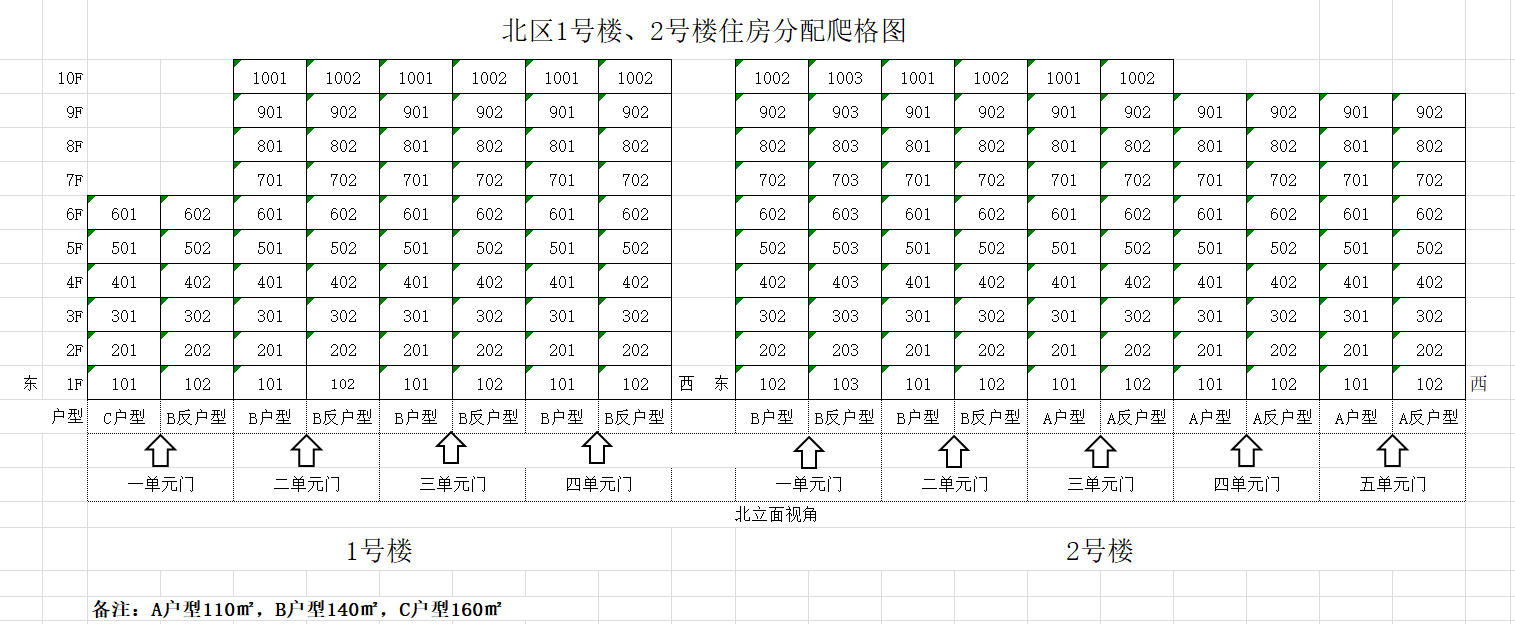 北区1号楼、2号楼住房分配爬格图
10F 1001 1002 1001 1002 1001 1002 1002 1003 1001 1002 1001 1002
9F 901 902 901 902 901 902 902 903 901 902 901 902 901 902 901 902
8F 801 802 801 802 801 802 802 803 801 802 801 802 801 802 801 802
7F 701 702 701 702 701 702 702 703 701 702 701 702 701 702 701 702
6F 601 602 601 602 601 602 601 602 602 603 601 602 601 602 601 602 601 602
5F 501 502 501 502 501 502 501 502 502 503 501 502 501 502 501 502 501 502
4F 401 402 401 402 401 402 401 402 402 403 401 402 401 402 401 402 401 402
3F 301 302 301 302 301 302 301 302 302 303 301 302 301 302 301 302 301 302
2F 201 202 201 202 201 202 201 202 202 203 201 202 201 202 201 202 201 202
东 1F 101 102 101 102 101 102 101 102 西 东 102 103 101 102 101 102 101 102 101 102 西
户型 C户型 B反户型 B户型 B反户型 B户型 B反户型 B户型 B反户型 B户型 B反户型 B户型 B反户型 A户型 A反户型 A户型 A反户型 A户型 A反户型
一单元门 二单元门 三单元门 四单元门 一单元门 二单元门 三单元门 四单元门 五单元门
北立面视角
1号楼 2号楼
备注：A户型110㎡，B户型140㎡，C户型160㎡